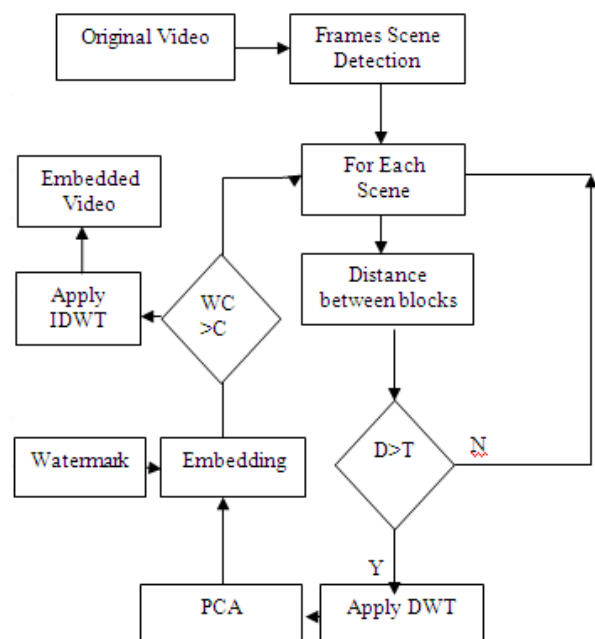 Original Video
Frames Scene
Detection
For Each
Scene
Embedded
Video
Distance
between blocks
Apply
IDWT
WC
>C
D>T
N
Watermark
Embedding
Y
PCA
Apply DWT